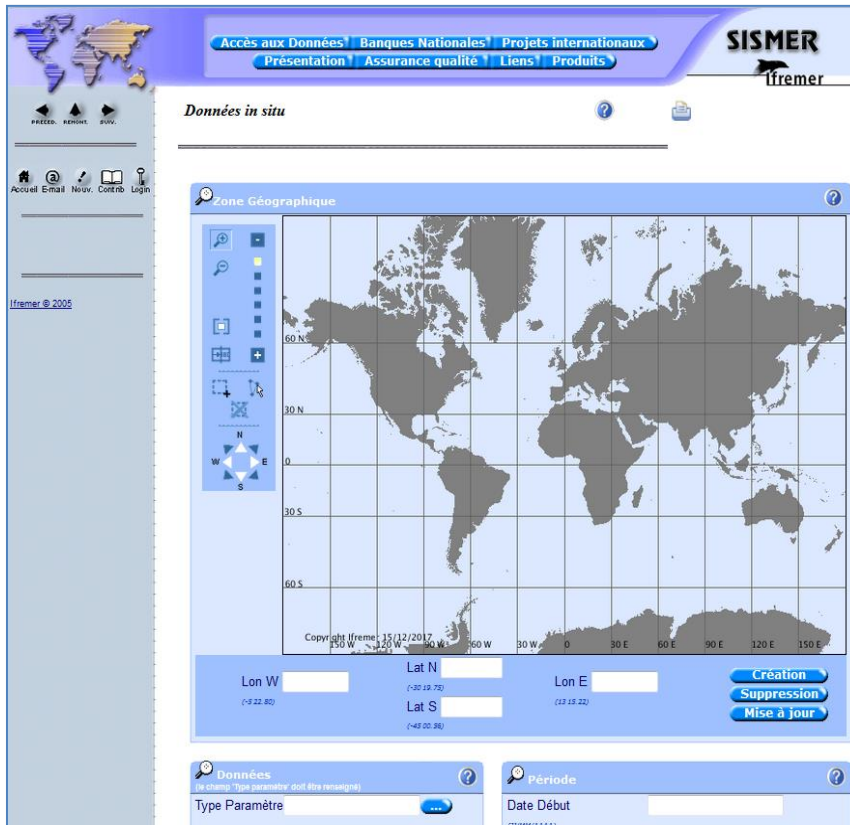 Accès aux Données Banques Nationales Projets internationaux
Présentation Assurance qualité Liens Produits
SISMER
Ifremer
PRECED. REMONT. SUIV.
Données in situ
Accueil E-mail Nouv. Contrib Login
Ifremer © 2005
Zone Géographique
60 N
30 N
0
30 S
60 S
N
W E
S
Copyright Ifremer 15/12/2017
150 W 120 W 90 W 60 W 30 W 0 30 E 60 E 90 E 120 E 150 E
Lon W
(-5 22.80)
Lat N
(-30 19.75)
Lat S
Lon E
(13 15.22)
Création
Suppression
Mise à jour
Données
(le champ 'Type paramètre' doit être renseigné)
Type Paramètre
...
Période
Date Début